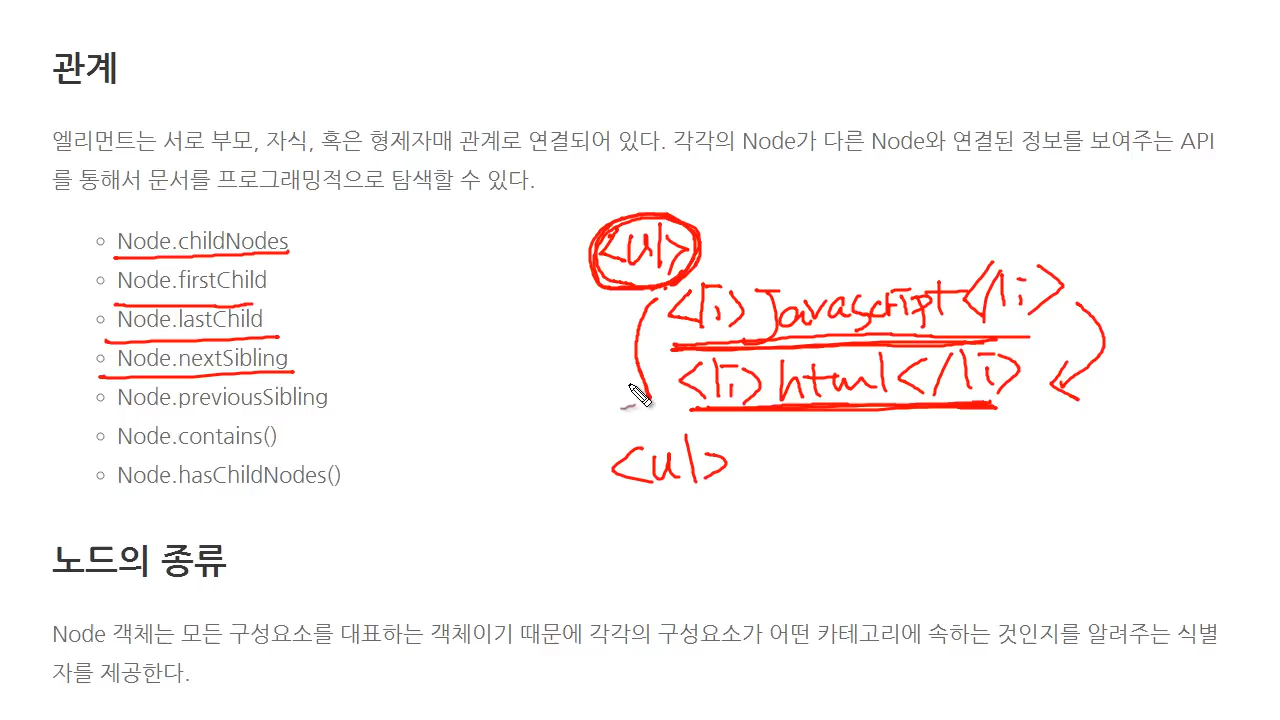 관계
엘리먼트는 서로 부모, 자식, 혹은 형제자매 관계로 연결되어 있다. 각각의 Node가 다른 Node와 연결된 정보를 보여주는 API
를 통해서 문서를 프로그래밍적으로 탐색할 수 있다.
Node.childNodes
Node.firstChild
Node.lastChild
Node.nextSibling
Node.previousSibling
Node.contains()
Node.hasChildNodes()
<ul>
<li>Javascript</li>
<li>html</li>
<ul>
노드의 종류
Node 객체는 모든 구성요소를 대표하는 객체이기 때문에 각각의 구성요소가 어떤 카테고리에 속하는 것인지를 알려주는 식별
자를 제공한다.